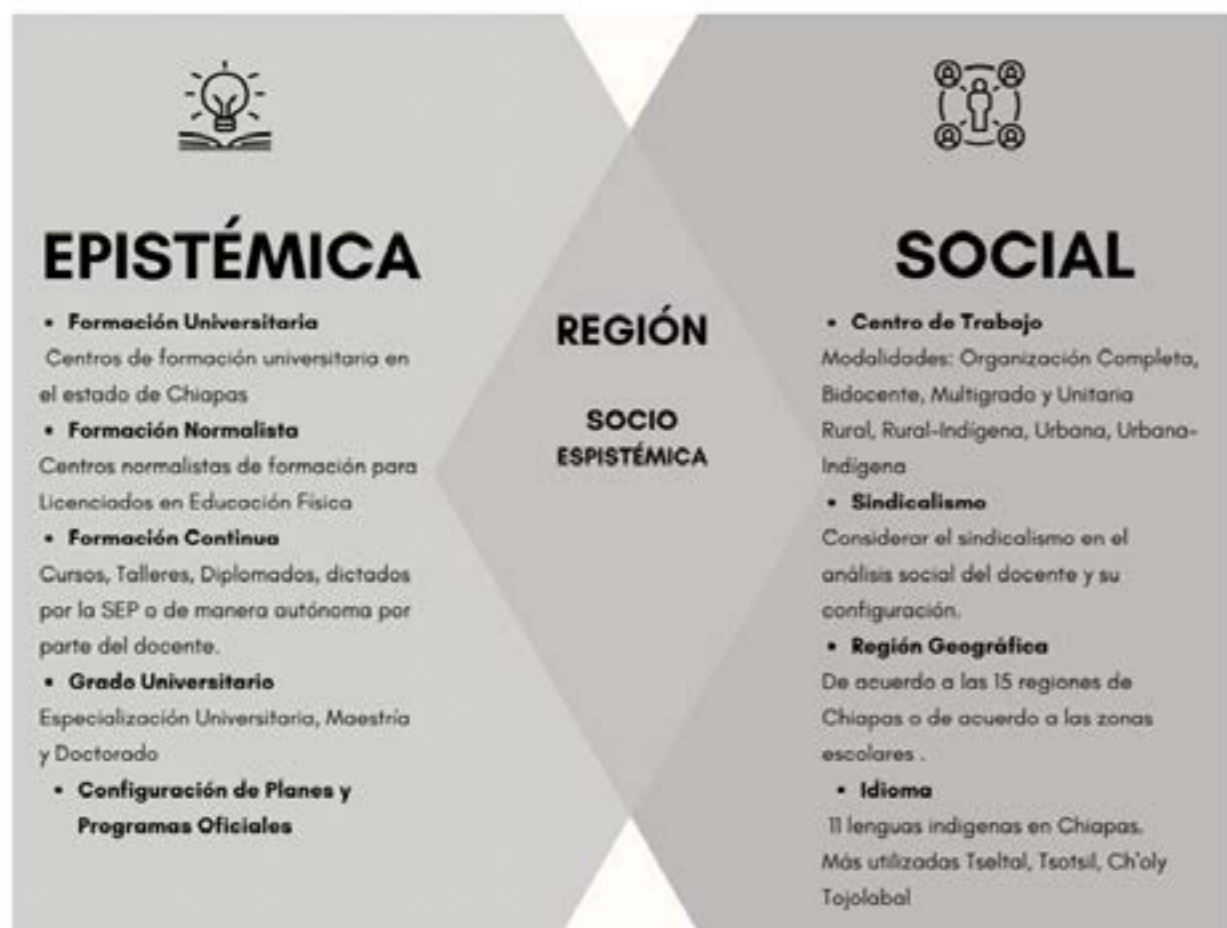 EPISTÉMICA
• Formación Universitaria
Centros de formación universitaria en
el estado de Chiapas
• Formación Normalista
Centros normalistas de formación para
Licenciados en Educación Física
• Formación Continua
Cursos, Talleres, Diplomados, dictados
por la SEP o de manera autónoma por
parte del docente.
• Grado Universitario
Especialización Universitaria, Maestría
y Doctorado
• Configuración de Planes y
Programas Oficiales
REGIÓN
SOCIO
ESPISTÉMICA
SOCIAL
• Centro de Trabajo
Modalidades: Organización Completa,
Bidocente, Multigrado y Unitaria
Rural, Rural-Indígena, Urbana, Urbana-
Indígena
• Sindicalismo
Considerar el sindicalismo en el
análisis social del docente y su
configuración.
• Región Geográfica
De acuerdo a las 15 regiones de
Chiapas o de acuerdo a las zonas
escolares .
• Idioma
11 lenguas indigenas en Chiapas.
Más utilizadas Tseltal, Tsotsil, Ch'oly
Tojolabal